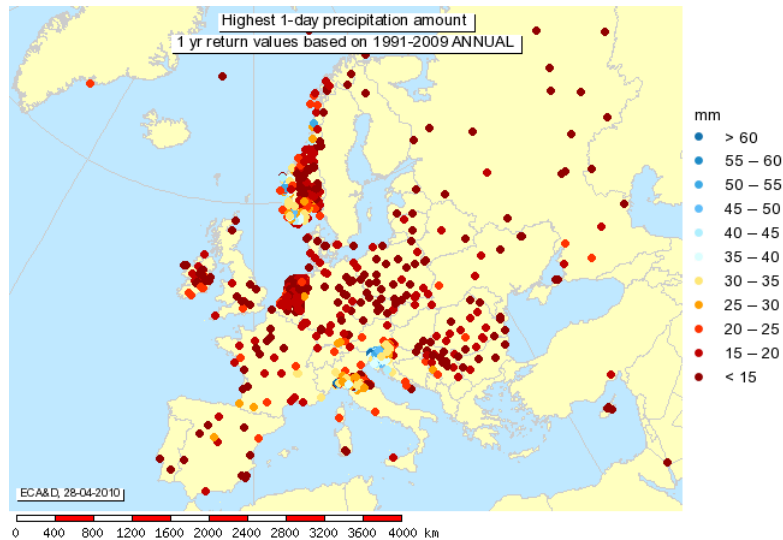 Highest 1-day precipitation amount
1 yr return values based on 1991-2009 ANNUAL
mm
> 60
55 – 60
50 – 55
45 – 50
40 – 45
35 – 40
30 – 35
25 – 30
20 – 25
15 – 20
< 15
ECA&D, 28-04-2010
0 400 800 1200 1600 2000 2400 2800 3200 3600 4000 km